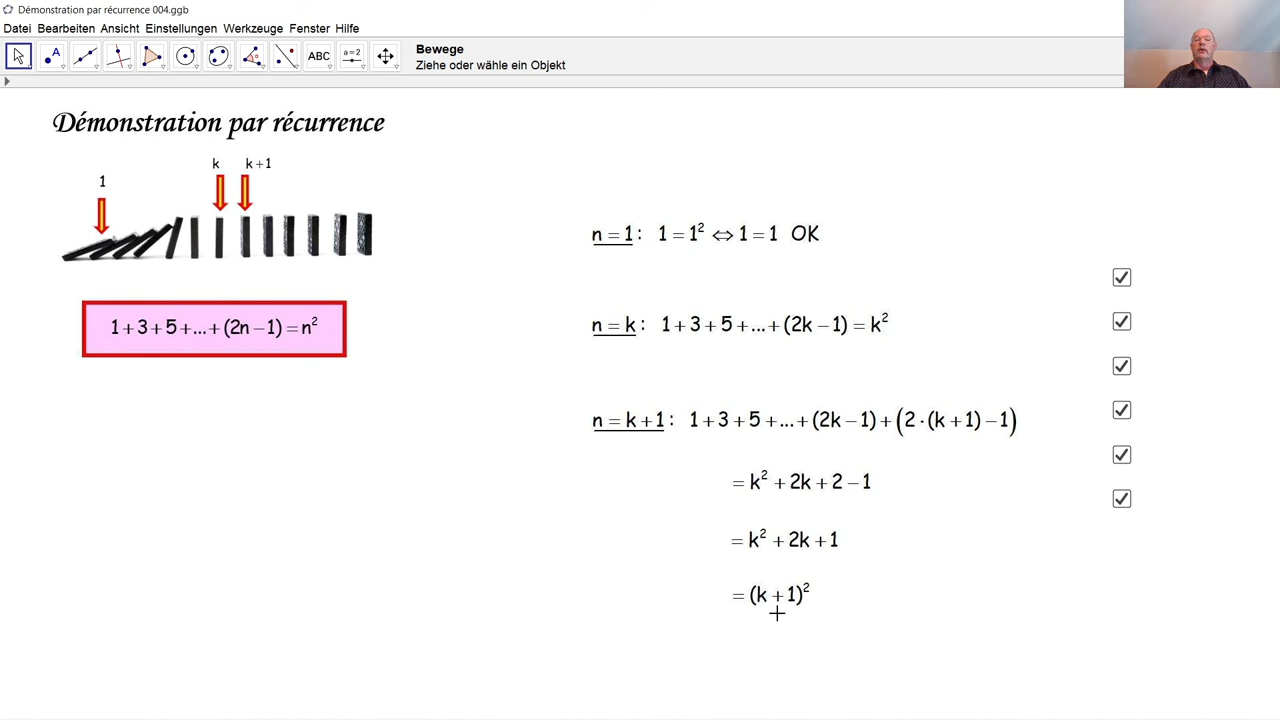 Démonstration par récurrence 004.ggb
Datei Bearbeiten Ansicht Einstellungen Werkzeuge Fenster Hilfe
A ABC a=2 Bewege
Ziehe oder wähle ein Objekt
Démonstration par récurrence
1 k k+1
n = 1: 1 = 1² ⇔ 1 = 1 OK
1 + 3 + 5 + ... + (2n − 1) = n²
n = k: 1 + 3 + 5 + ... + (2k − 1) = k²
n = k + 1: 1 + 3 + 5 + ... + (2k − 1) + (2 · (k + 1) − 1)
= k² + 2k + 2 − 1
= k² + 2k + 1
= (k + 1)²